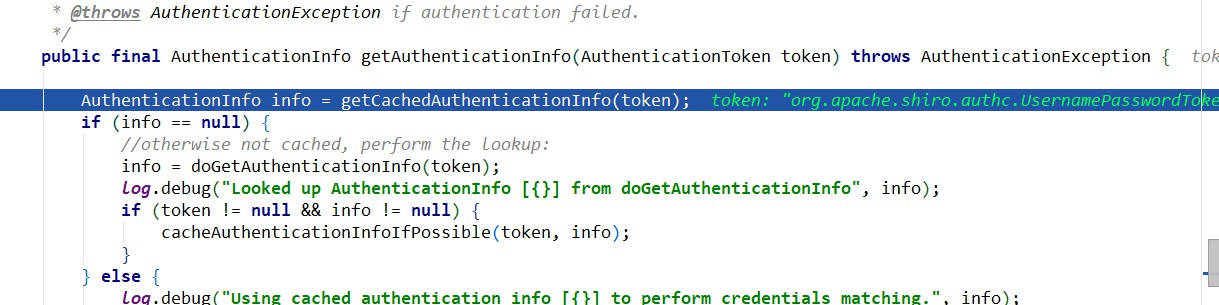 * @throws AuthenticationException if authentication failed.
*/
public final AuthenticationInfo getAuthenticationInfo(AuthenticationToken token) throws AuthenticationException { tok
AuthenticationInfo info = getCachedAuthenticationInfo(token); token: "org.apache.shiro.authc.UsernamePasswordToke
if (info == null) {
//otherwise not cached, perform the lookup:
info = doGetAuthenticationInfo(token);
log.debug("Looked up AuthenticationInfo [{}] from doGetAuthenticationInfo", info);
if (token != null && info != null) {
cacheAuthenticationInfoIfPossible(token, info);
}
} else {
log.debug("Using cached authentication info [{}] to perform credentials matching.", info);